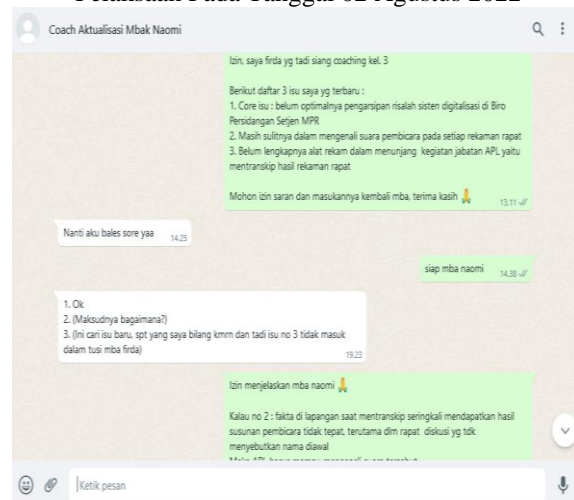 Pelaksaaan Pada Tanggal 02 Agustus 2022
Coach Aktualisasi Mbak Naomi
Izin, saya firda yg tadi siang coaching kel. 3
Berikut daftar 3 isu saya yg terbaru :
1. Core isu : belum optimalnya pengarsipan risalah sisten digitalisasi di Biro
Persidangan Setjen MPR
2. Masih sulitnya dalam mengenali suara pembicara pada setiap rekaman rapat
3. Belum lengkapnya alat rekam dalam menunjang kegiatan jabatan APL yaitu
mentranskip hasil rekaman rapat
Mohon izin saran dan masukannya kembali mba, terima kasih 🙏
13.11
Nanti aku bales sore yaa
14.25
siap mba naomi
14.38
1. Ok
2. (Maksudnya bagaimana?)
3. (Ini cari isu baru, spt yang saya bilang kmrm dan tadi isu no 3 tidak masuk
dalam tusi mba firda)
19.23
Izin menjelaskan mba naomi 🙏
Kalau no 2 : fakta di lapangan saat mentranskip seringkali mendapatkan hasil
susunan pembicara tidak tepat, terutama dlm rapat diskusi yg tdk
menyebutkan nama diawal
Ketik pesan